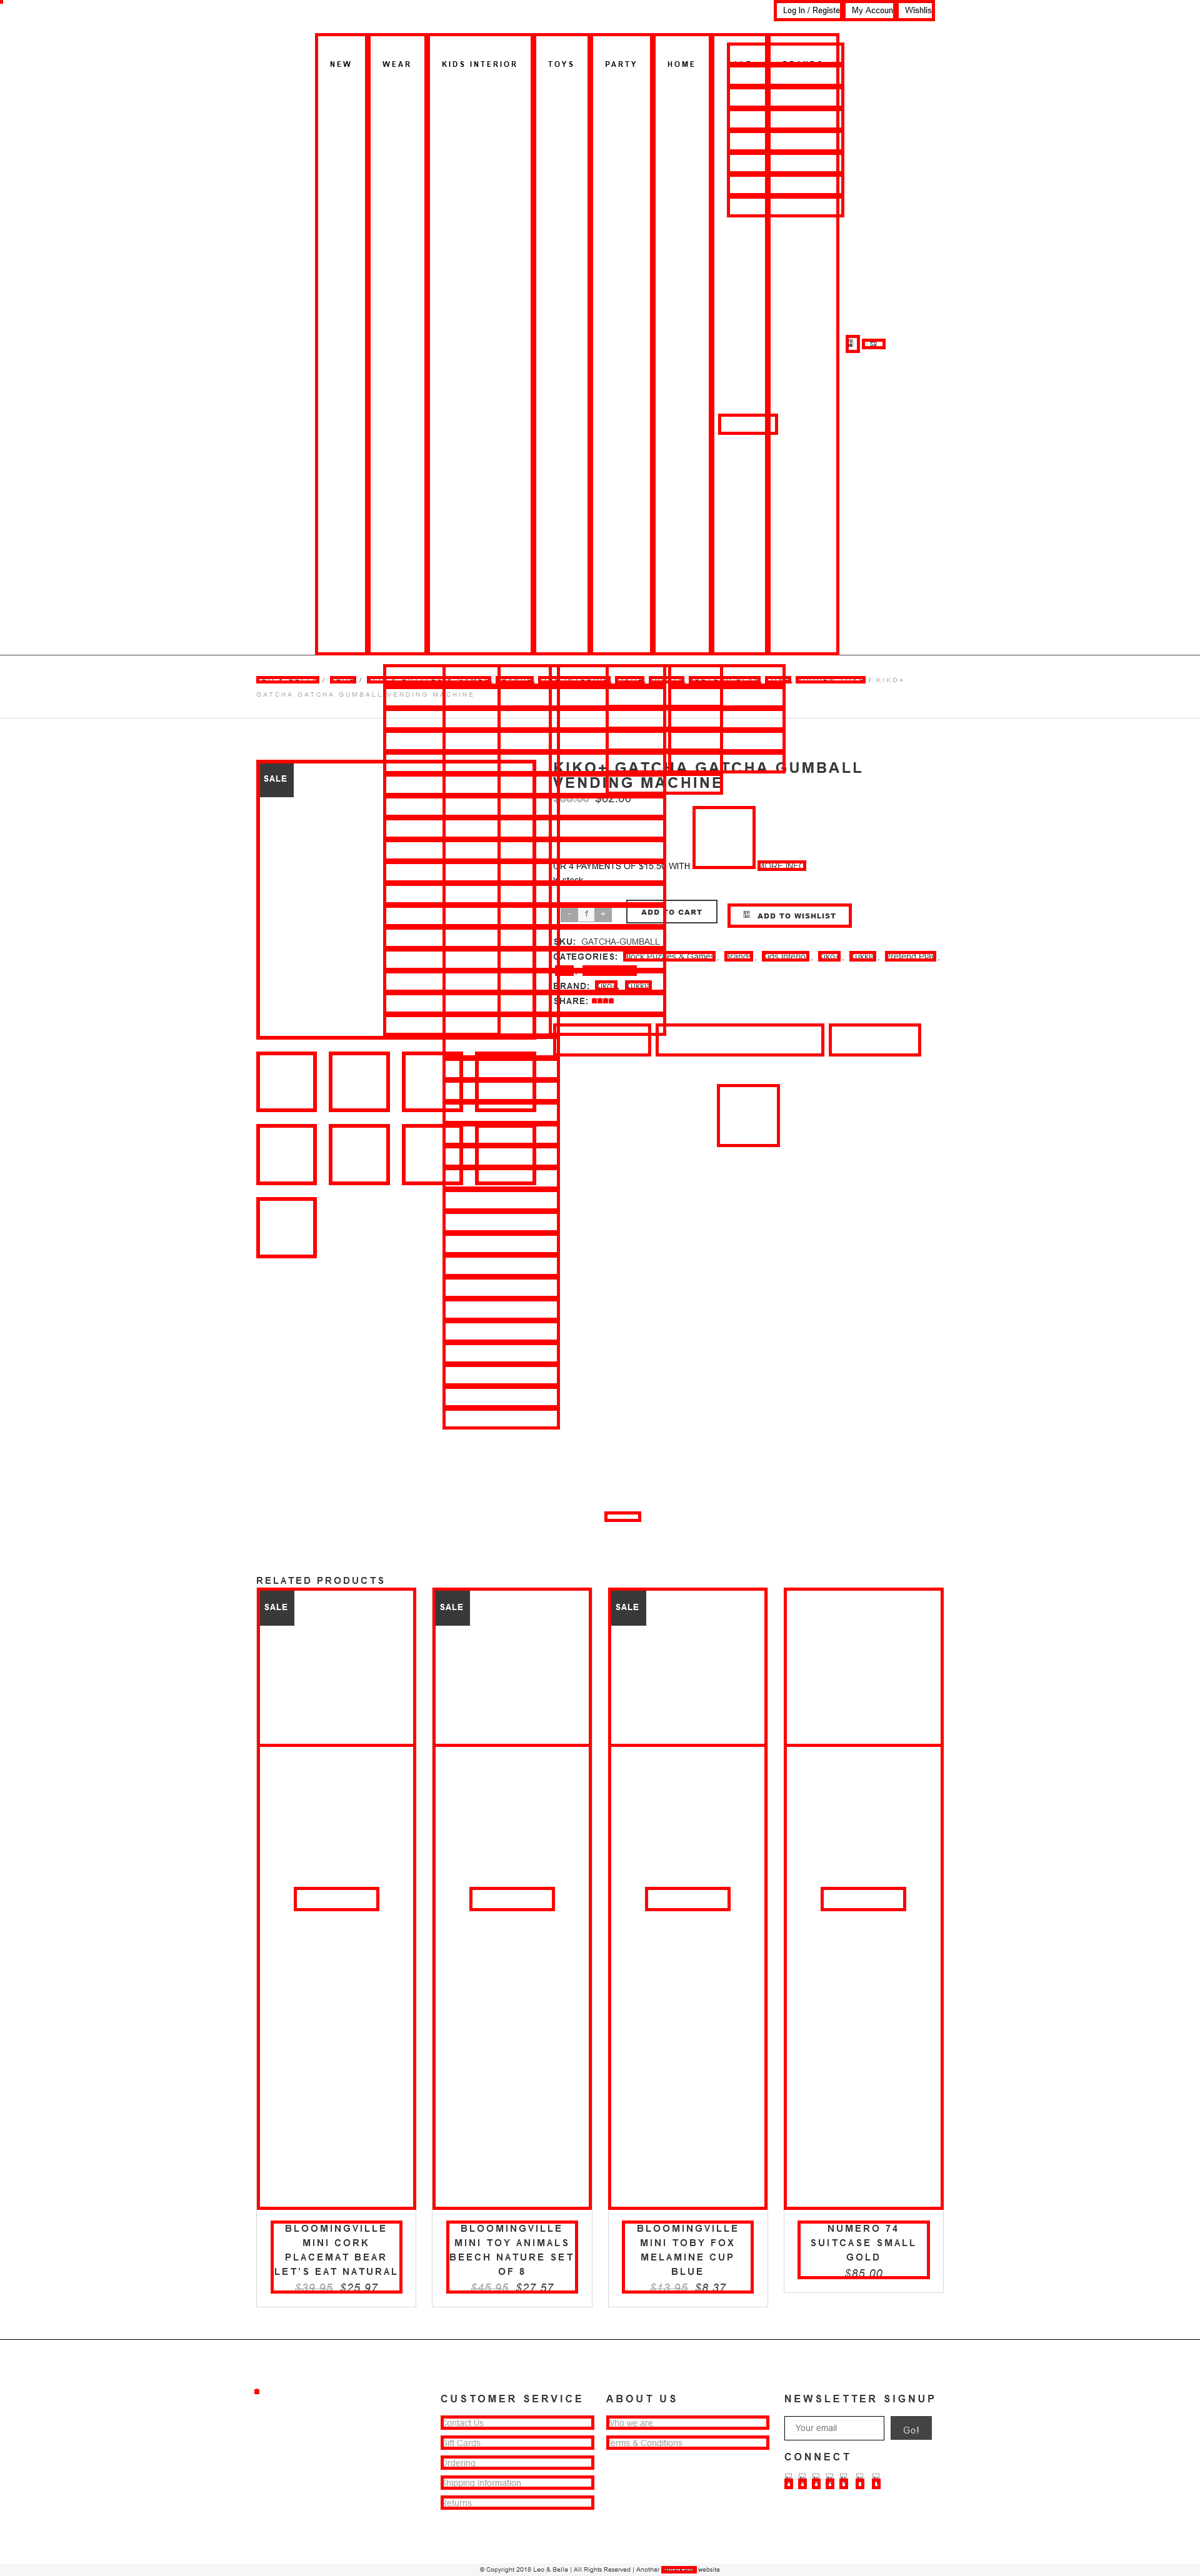 Log In / Registe My Accoun Wishlis
NEW WEAR KIDS INTERIOR TOYS PARTY HOME
/ / / KIKO+
GATCHA GATCHA GUMBALL VENDING MACHINE
SALE
KIKO+ GATCHA GATCHA GUMBALL
VENDING MACHINE
$62.00
OR 4 PAYMENTS OF $15.50 WITH MORE INFO
In stock
- 1 + ADD TO CART ADD TO WISHLIST
SKU: GATCHA-GUMBALL
CATEGORIES: Block Puzzles & Games, Brands, Kids Interior, Kiko+, Kukkia, Pretend Play,
BRAND: Kiko+, Kukkia
SHARE:
RELATED PRODUCTS
SALE SALE SALE
BLOOMINGVILLE
MINI CORK
PLACEMAT BEAR
LET'S EAT NATURAL
$39.95 $25.97
BLOOMINGVILLE
MINI TOY ANIMALS
BEECH NATURE SET
OF 8
$45.95 $27.57
BLOOMINGVILLE
MINI TOBY FOX
MELAMINE CUP
BLUE
$13.95 $8.37
NUMERO 74
SUITCASE SMALL
GOLD
$85.00
CUSTOMER SERVICE
Contact Us
Gift Cards
Ordering
Shipping Information
Returns
ABOUT US
Who we are
Terms & Conditions
NEWSLETTER SIGNUP
Your email Go!
CONNECT
© Copyright 2018 Leo & Bella | All Rights Reserved | Another website